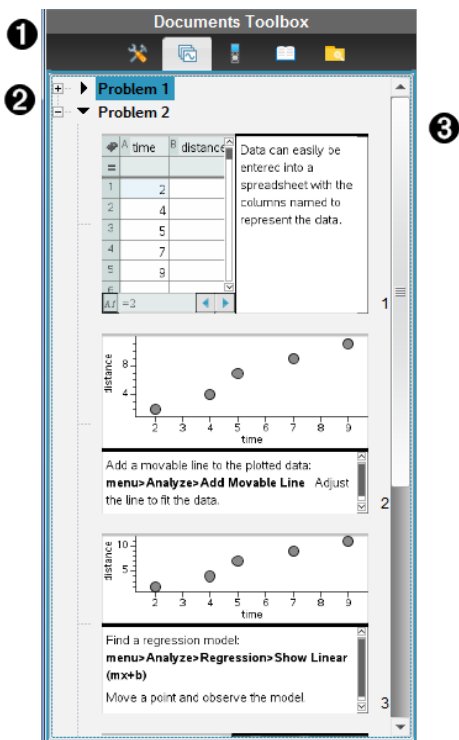 Documents Toolbox
1
2
3
Problem 1
Problem 2
A time B distance
=
1 2
2 4
3 5
4 7
5 9
6
A1 =2
Data can easily be
entered into a
spreadsheet with the
columns named to
represent the data.
1
distance
8
4
2 3 4 5 6 7 8 9
time
Add a movable line to the plotted data:
menu>Analyze>Add Movable Line Adjust
the line to fit the data.
2
distance
10
5
2 3 4 5 6 7 8 9
time
Find a regression model:
menu>Analyze>Regression>Show Linear
(mx+b)
Move a point and observe the model.
3